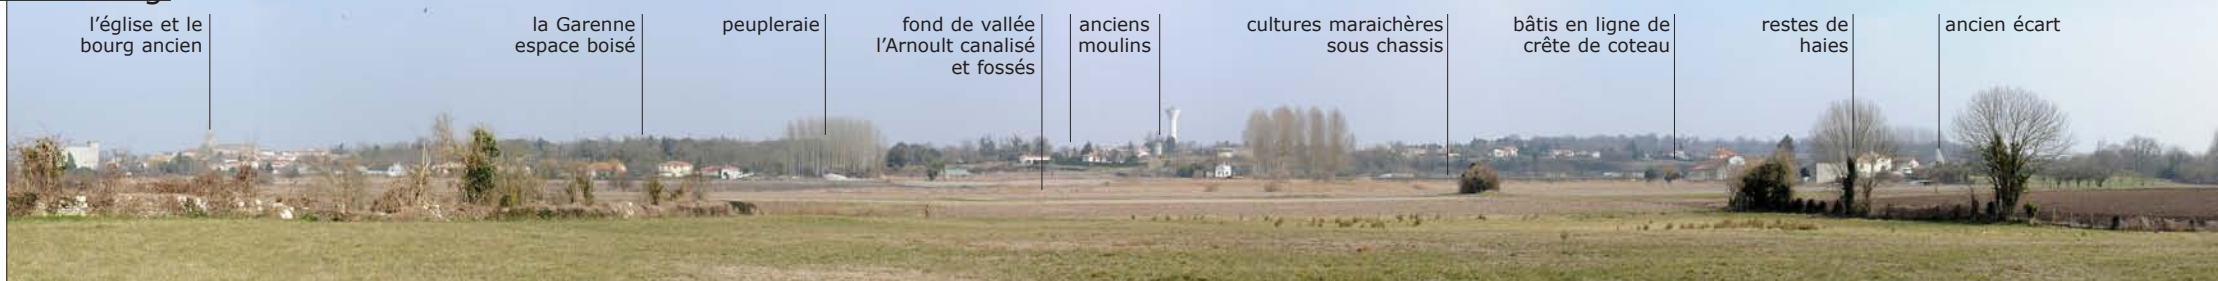 l'église et le
bourg ancien
la Garenne
espace boisé
peupleraie
fond de vallée
l'Arnoult canalisé
et fossés
anciens
moulins
cultures maraichères
sous chassis
bâtis en ligne de
crête de coteau
restes de
haies
ancien écart